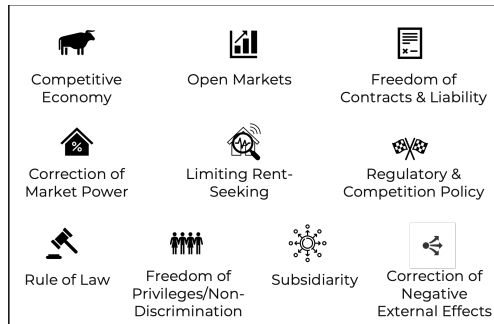 Competitive
Economy
Open Markets
Freedom of
Contracts & Liability
%
Correction of
Market Power
Limiting Rent-
Seeking
Regulatory &
Competition Policy
Rule of Law
Freedom of
Privileges/Non-
Discrimination
Subsidiarity
Correction of
Negative
External Effects